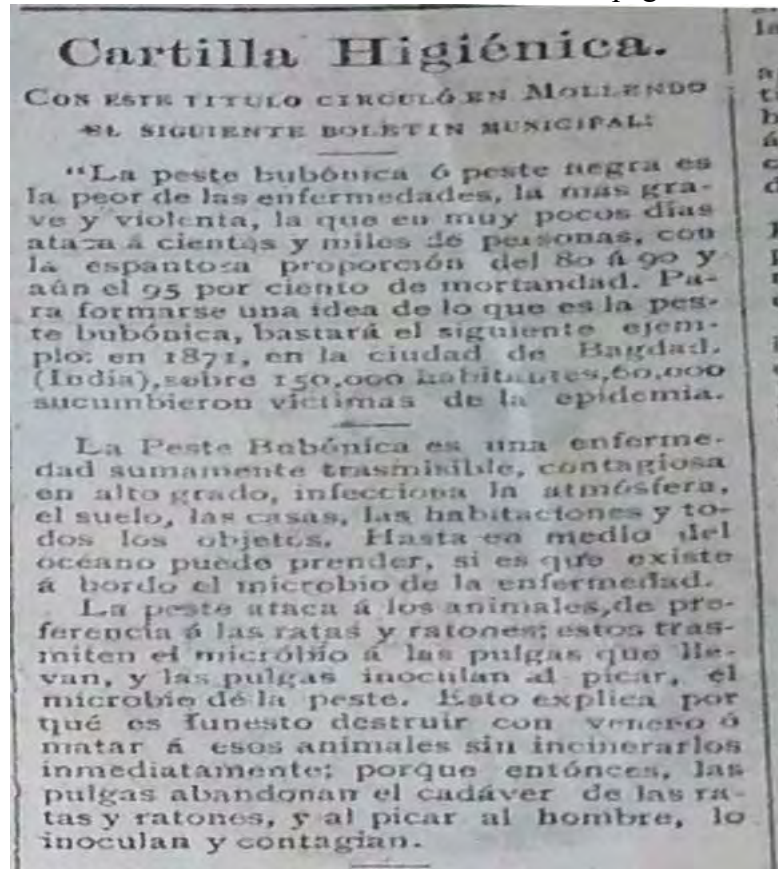 Cartilla Higiénica.
CON ESTE TITULO CIRCULÓ EN MOLLENDO
EL SIGUIENTE BOLETIN MUNICIPAL:
"La peste bubónica ó peste negra es
la peor de las enfermedades, la mas gra-
ve y violenta, la que en muy pocos dias
ataca á cientos y miles de personas, con
la espantosa proporción del 80 á 90 y
aún el 95 por ciento de mortandad. Pa-
ra formarse una idea de lo que es la pes-
te bubónica, bastará el siguiente ejem-
plo: en 1871, en la ciudad de Bagdad.
(India), sobre 150,000 habitantes, 60,000
sucumbieron victimas de la epidemia.
La Peste Bubónica es una enferme-
dad sumamente trasmisible, contagiosa
en alto grado, infecciona la atmósfera,
el suelo, las casas, las habitaciones y to-
dos los objetos. Hasta en medio del
océano puede prender, si es que existe
á bordo el microbio de la enfermedad.
La peste ataca á los animales, de pre-
ferencia á las ratas y ratones; estos tras-
miten el micróbio á las pulgas que lle-
van, y las pulgas inoculan al picar, el
microbio de la peste. Esto explica por
qué es funesto destruir con veneno ó
matar á esos animales sin incinerarlos
inmediatamente; porque entónces, las
pulgas abandonan el cadáver de las ra-
tas y ratones, y al picar al hombre, lo
inoculan y contagian.